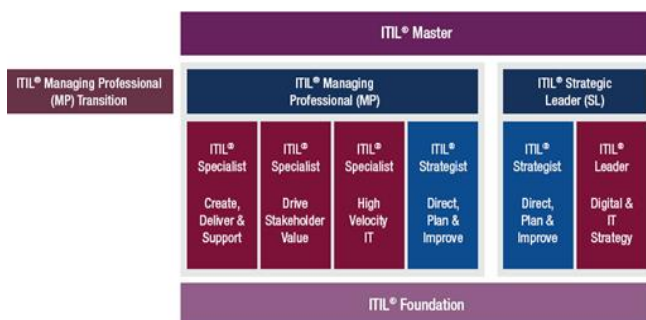 ITIL® Master
ITIL® Managing Professional
(MP) Transition
ITIL® Managing
Professional (MP)
ITIL® Strategic
Leader (SL)
ITIL®
Specialist
Create,
Deliver &
Support
ITIL®
Specialist
Drive
Stakeholder
Value
ITIL®
Specialist
High
Velocity
IT
ITIL®
Strategist
Direct,
Plan &
Improve
ITIL®
Strategist
Direct,
Plan &
Improve
ITIL®
Leader
Digital &
IT
Strategy
ITIL® Foundation